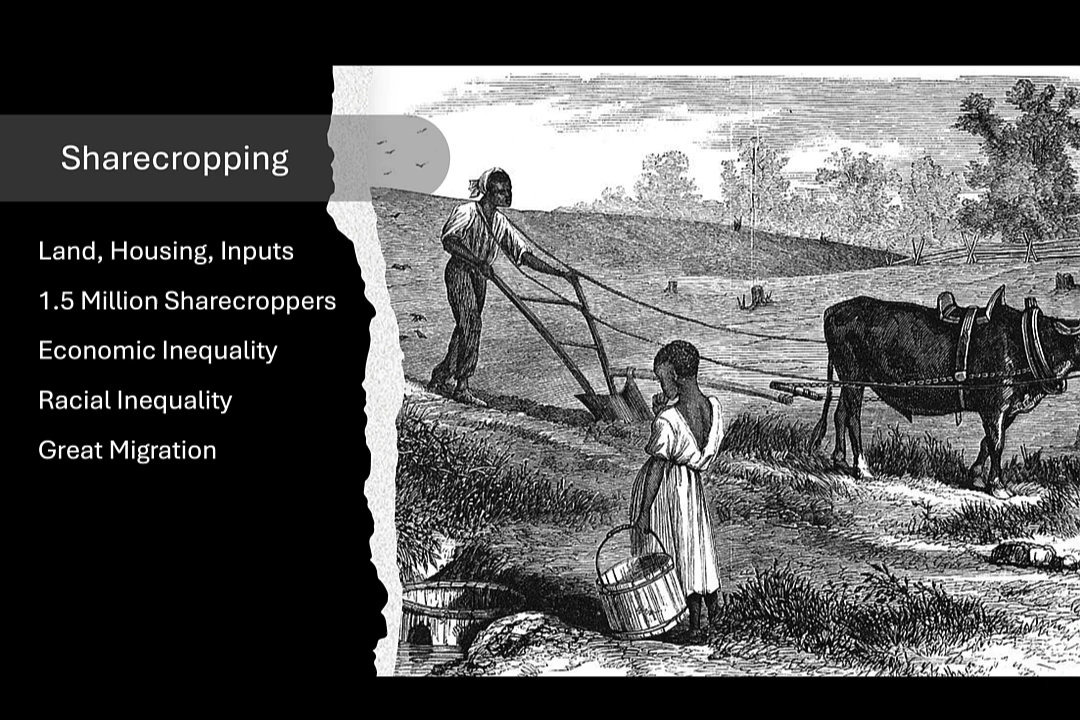 Sharecropping
Land, Housing, Inputs
1.5 Million Sharecroppers
Economic Inequality
Racial Inequality
Great Migration